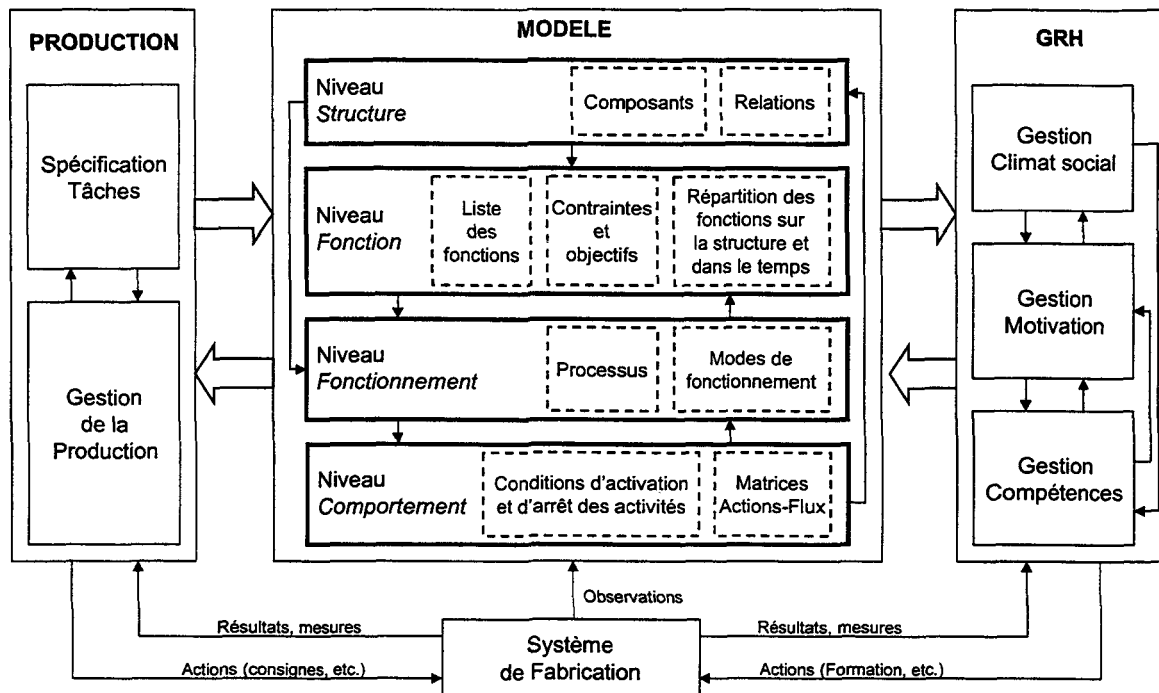 PRODUCTION
Spécification
Tâches
Gestion
de la
Production
MODELE
Niveau
Structure
Composants
Relations
Niveau
Fonction
Liste
des
fonctions
Contraintes
et
objectifs
Répartition des
fonctions sur
la structure et
dans le temps
Niveau
Fonctionnement
Processus
Modes de
fonctionnement
Niveau
Comportement
Conditions d'activation
et d'arrêt des activités
Matrices
Actions-Flux
GRH
Gestion
Climat social
Gestion
Motivation
Gestion
Compétences
Observations
Résultats, mesures
Actions (consignes, etc.)
Système
de Fabrication
Résultats, mesures
Actions (Formation, etc.)